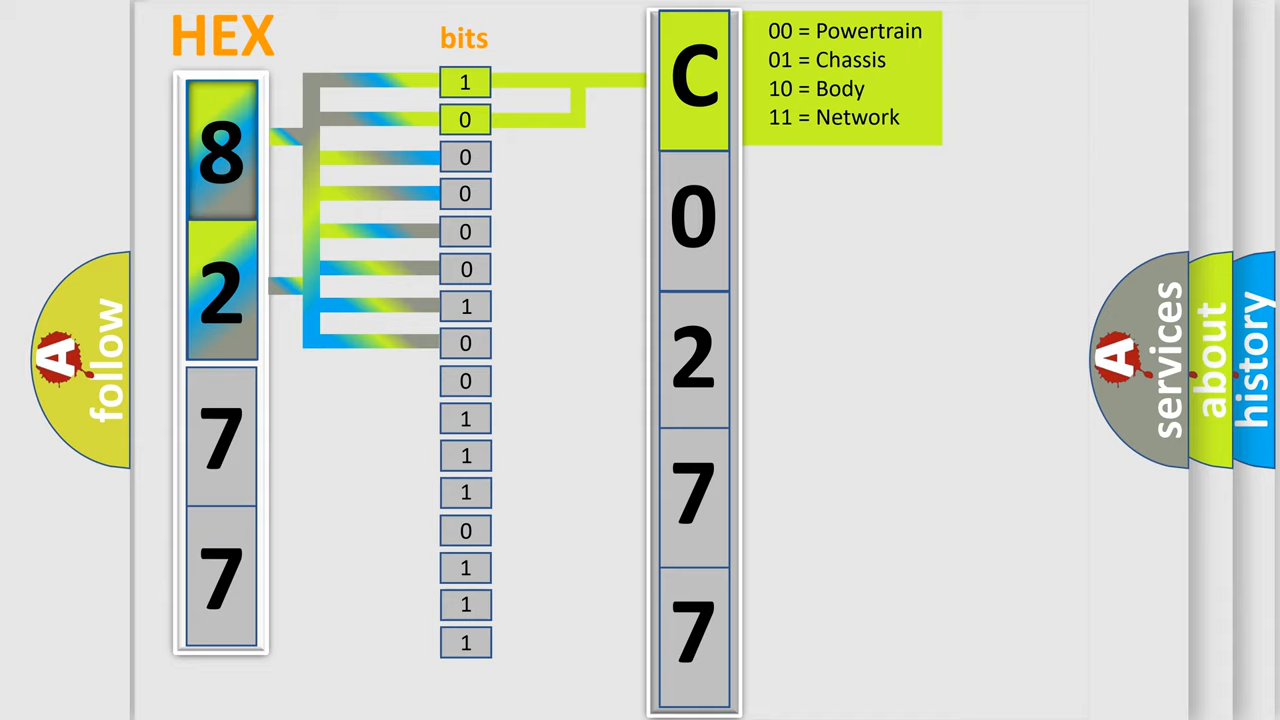 HEX
bits
8
2
7
7
1
0
0
0
0
0
1
0
0
1
1
1
0
1
1
1
C
0
2
7
7
00 = Powertrain
01 = Chassis
10 = Body
11 = Network
A
follow
A
services
about
history